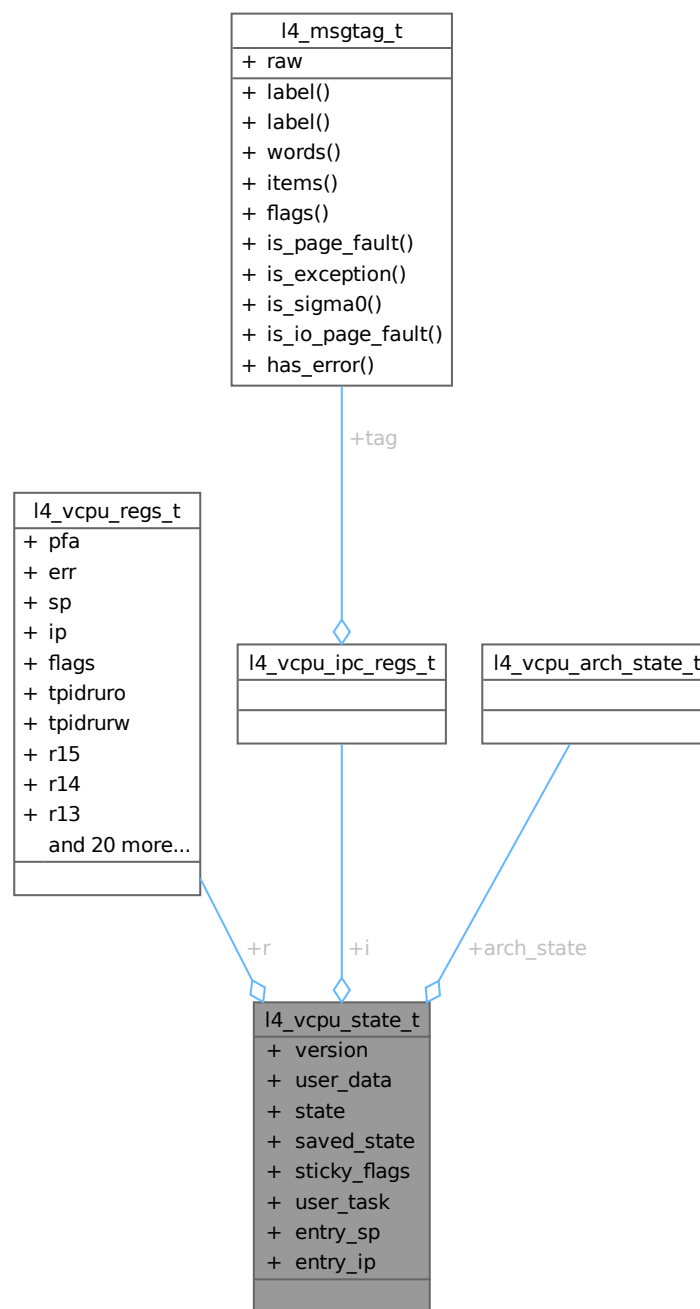 l4_msgtag_t
+ raw
+ label()
+ label()
+ words()
+ items()
+ flags()
+ is_page_fault()
+ is_exception()
+ is_sigma0()
+ is_io_page_fault()
+ has_error()
+tag
l4_vcpu_regs_t
+ pfa
+ err
+ sp
+ ip
+ flags
+ tpidruro
+ tpidrurw
+ r15
+ r14
+ r13
and 20 more...
l4_vcpu_ipc_regs_t
l4_vcpu_arch_state_t
+r
+i
+arch_state
l4_vcpu_state_t
+ version
+ user_data
+ state
+ saved_state
+ sticky_flags
+ user_task
+ entry_sp
+ entry_ip